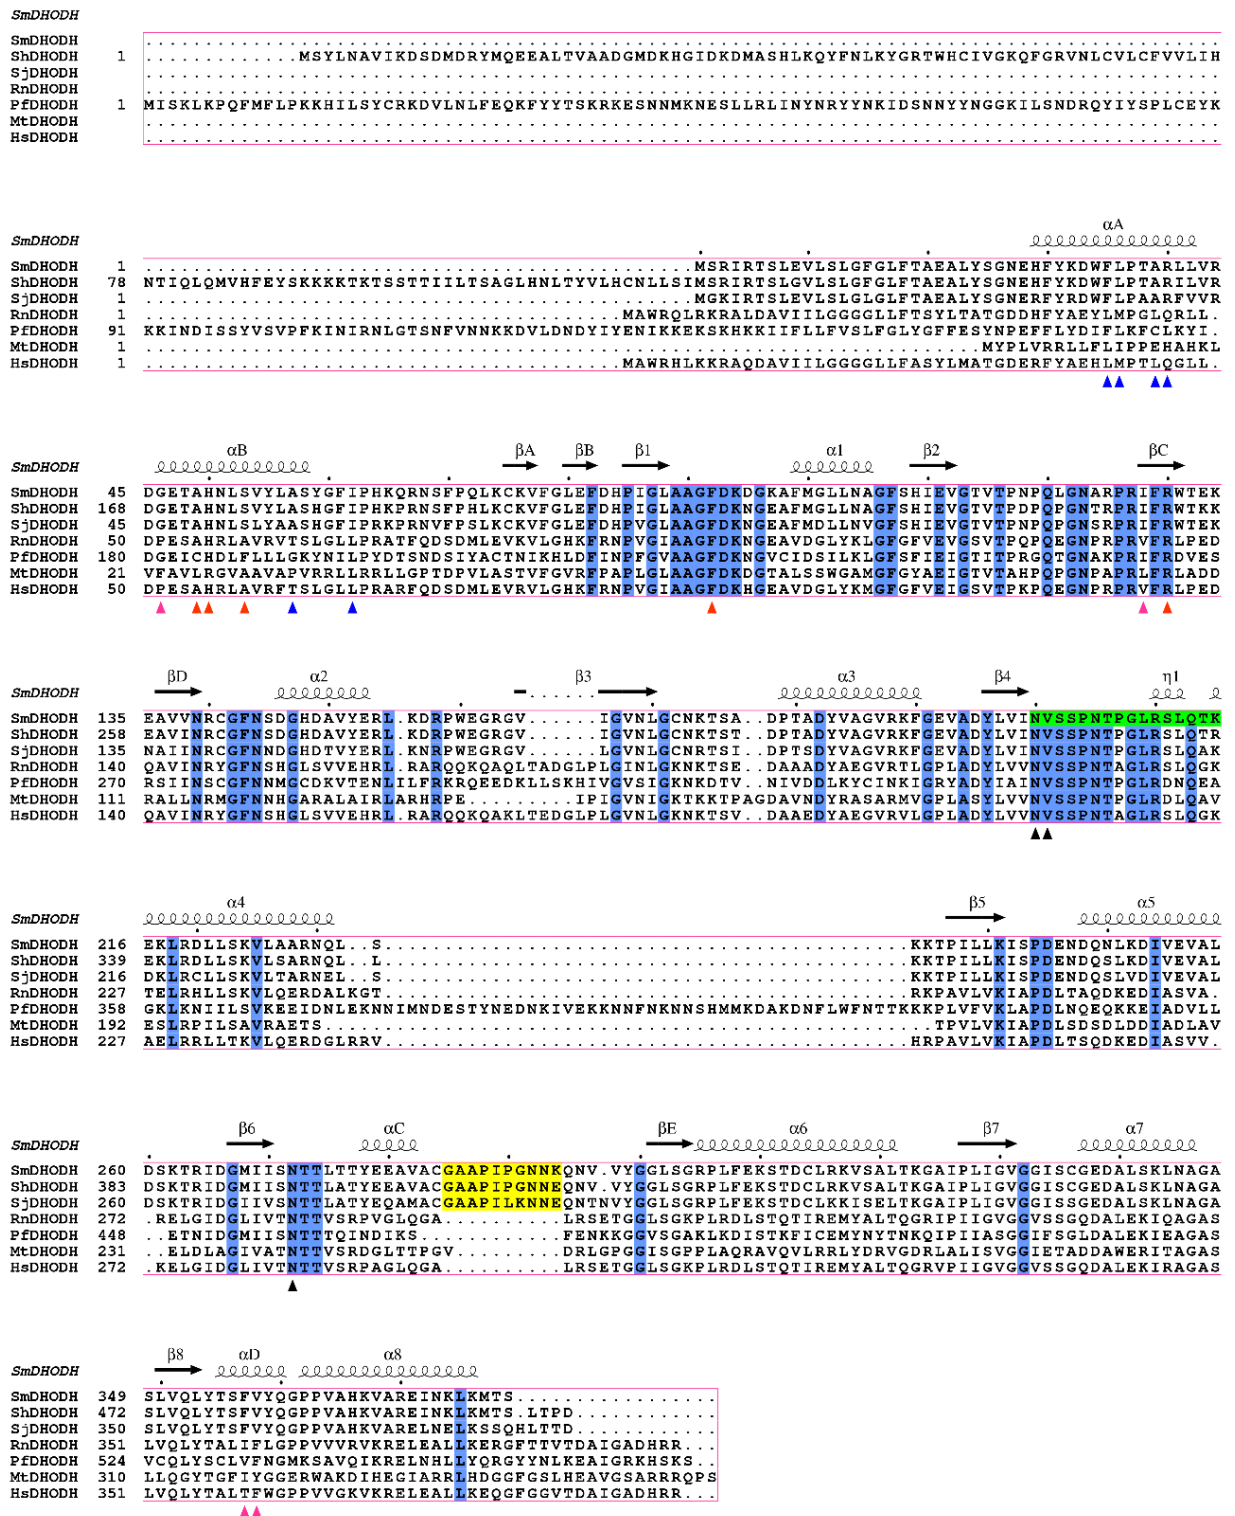 SmDHODH
SmDHODH ..........................................................................................
ShDHODH 1 .............MSYLNAVIKDSDMDRYMQEEALTVAADGMDKHGIDKDMASHLKQYFNLKYGRTWHCIVGKQFGRVNLCVLCFVVLIH
SjDHODH ..........................................................................................
RnDHODH ..........................................................................................
PfDHODH 1 MISKLKPQFMFLPKKHILSYCRKDVLNLFEQKFYYTSKRKESNNMKNESLLRLINYNRYYNKIDSNNYYNGGKILSNDRQYIYSPLCEYK
MtDHODH ..........................................................................................
HsDHODH ..........................................................................................
αA
SmDHODH
SmDHODH 1 ..............................................MSRIRTSLEVLSLGFGLFTAEALYSGNEHFYKDWFLPTARLLVR
ShDHODH 78 NTIQLQMVHFEYSKKKKTKTSSTTIILTSAGLHNLTYVLHCNLLSIMSRIRTSLGVLSLGFGLFTAEALYSGNERFYKDWFLPTARILVR
SjDHODH 1 ..............................................MGKIRTSLEVLSLGLGLFTAEALYSGNERFYRDWFLPAARFVVR
RnDHODH 1 ........................................MAWRQLRKRALDAVIILGGGGLLFTSYLTATGDDHFYAEYLMPGLQRLL.
PfDHODH 91 KKINDISSYVSVPFKINIRNLGTSNFVNNKKDVLDNDYIYENIKKEKSKHKKIIFLLFVSLFGLYGFFESYNPEFFLYDIFLKFCLKYI.
MtDHODH 1 ......................................................................MYPLVRRLLFLIPPEHAHKL
HsDHODH 1 ........................................MAWRHLKKRAQDAVIILGGGGLLFASYLMATGDERFYAEHLMPTLQGLL.
αB βA βB β1 α1 β2 βC
SmDHODH
SmDHODH 45 DGETAHNLSVYLASYGFIPHKQRNSFPQLKCKVFGLEFDHPIGLAAGFDKDGKAFMGLLNAGFSHIEVGTVTPNPQLGNARPRIFRWTEK
ShDHODH 168 DGETAHNLSVYLASHGFIPHKQRNSFPHLKCKVFGLEFDHPIGLAAGFDKNGEAFMDLLNVGFSHIEVGTVTPDPQPGNTRPRIFRWTKK
SjDHODH 45 DGETAHNLSLYAASHGFIPRKPRNVFPSLKCKVFGLEFDHPIGLAAGFDKNGEAFMGLLNAGFSHIEVGTVTPDPQLGNSRPRIFRWTEK
RnDHODH 50 DPESAHRLAVRVTSLGLLPRATFQDSDMLEVKVLGHKFRNPVGIAAGFDKNGEAVDGLYKLGFGFVEVGSVTPQPQEGNPRPRVFRLPED
PfDHODH 180 DGEICHDLFLLLGKYNILPYDTSNDSIYACTNIKHLDFINPFGVAAGFDKNGVCIDSILKLGFSFIEIGTITPRGQTGNAKPRIFRDVES
MtDHODH 21 VFAVLRGVAAVAPVRRLLRRLLGPTDPVLASTVFGVRFPAPLGLAAGFDKDGTALSSWGAMGFGYAEIGTVTAHPQPGNPAPRLFRLADD
HsDHODH 50 DPESAHRLAVRFTSLGLLPRARFQDSDMLEVRVLGHKFRNPVGIAAGFDKHGEAVDGLYKMGFGFVEIGSVTPKPQEGNPRPRVFRLPED
βD α2 β3 α3 β4 η1
SmDHODH
SmDHODH 135 EAVVNRCGFNSDGHDAVYERL.KDRPWEGRGV......IGVNLGCNKTSA..DPTADYVAGVRKFGEVADYLVINVSSPNTPGLRSLQTK
ShDHODH 258 EAVINRCGFNSDGHDAVYERL.KDRPWEGRGV......IGVNLGCNKTST..DPTADYVAGVRKFGEVADYLVINVSSPNTPGLRSLQTR
SjDHODH 135 NAIINRCGFNNDGHDTVYERL.KNRPWEGRGV......IGVNLGCNRTSI..DPTSDYVAGVRKFGEVADYLVINVSSPNTPGLRSLQAK
RnDHODH 140 QAVINRYGFNSHGLSVVEHRL.RARQQKQAQLTADGLPLGINLGKNKTSE..DAAADYAEGVRTLGPLADYLVVNVSSPNTPGLRSLQGK
PfDHODH 270 RSIINSCGFNNMGCDKVTENLILFRKRQEEDKLLSKHIVGVSIGKNKDTV..NIVDDLKYCINKIGRYADYIAINVSSPNTPGLRDNQEA
MtDHODH 111 RALLNRMGFNNHGARALAIRLARHRPE.........IPIGVNIGKTKKTPAGDAVNDYRASARMVGPLASYLVVNVSSPNTPGLRDLQAV
HsDHODH 140 QAVINRYGFNSHGLSVVEHRL.RARQQKQAKLTEDGLPLGVNLGKNKTSV..DAAEDYAEGVRVLGPLADYLVVNVSSPNTAGLRSLQGK
α4 β5 α5
SmDHODH
SmDHODH 216 EKLRDLLSKVLAARNQL..S............................................KKTPILLKISPDENDQNLKDIVEVAL
ShDHODH 339 EKLRDLLSKVLSARNQL..L............................................KKTPILLKISPDENDQSLKDIVEVAL
SjDHODH 216 DKLRCLLSKVLTARNEL..S............................................KKTPILLKISPDENDQSLVDIVEVAL
RnDHODH 227 TELRHLLSKVLQERDALKGT............................................RKPAVLVKIAPDLTAQDKEDIASVA.
PfDHODH 358 GKLKNIILSVKEEIDNLEKNNIMNDESTYNEDNKIVEKKNNFNKNNSHMMKDAKDNFLWFNTTKKKPLVFVKLAPDLNQEQKKEIADVLL
MtDHODH 192 ESLRPILSAVRAETS...................................................TPVLVKIAPDLSDSDLDDIADLAV
HsDHODH 227 AELRRLLTKVLQERDGLRRV............................................HRPAVLVKIAPDLTSQDKEDIASVV.
β6 αC βE α6 β7 α7
SmDHODH
SmDHODH 260 DSKTRIDGMIISNTTLTTYEEAVACGAAPIPGNNKQNV.VYGGLSGRPLFEKSTDCLRKVSALTKGAIPLIGVGGISCGEDALSKLNAGA
ShDHODH 383 DSKTRIDGMIISNTTLATYEEAVACGAAPIPGNNEQNV.VYGGLSGRPLFEKSTDCLRKVSALTKGAIPLIGVGGISCGEDALSKLNAGA
SjDHODH 260 DSKTRIDGIIVSNTTLATYEQAMACGAAPILKNNEQTNVVYGGLSGRPLFEKSTDCLKKISELTKGAIPLIGVGGISSGEDALSKLNAGA
RnDHODH 272 .RELGIDGLIVTNTTVSRPVGLQGA..........LRSETGGLSGKPLRDLSTQTIREMYALTQGRIPIIGVGGVSSGQDALEKIQAGAS
PfDHODH 448 ..ETNIDGMIISNTTTQINDIKS............FENKKGGVSGAKLKDISTKFICEMYNYTNKQIPIIASGGIFSGLDALEKIEAGAS
MtDHODH 231 ..ELDLAGIVATNTTVSRDGLTTPGV.........DRLGPGGISGPPLAQRAVQVLRRLYDRVGDRLALISVGGIETADDAWERITAGAS
HsDHODH 272 .KELGIDGLIVTNTTVSRPAGLQGA..........LRSETGGLSGKPLRDLSTQTIREMYALTQGRVPIIGVGGVSSGQDALEKIRAGAS
β8 αD α8
SmDHODH
SmDHODH 349 SLVQLYTSFVYQGPPVAHKVAREINKLKMTS.................
ShDHODH 472 SLVQLYTSFVYQGPPVAHKVAREINKLKMTS.LTPD............
SjDHODH 350 SLVQLYTSFVYQGPPVAHKVARELNELKSSQHLTTD............
RnDHODH 351 LVQLYTALIFLGPPVVVRVKRELEALLKERGFTTVTDAIGADHRR...
PfDHODH 524 VCQLYSCLVFNGMKSAVQIKRELNHLLYQRGYYNLKEAIGRKHSKS..
MtDHODH 310 LLQGYTGFIYGGERWAKDIHEGIARRLHDGGFGSLHEAVGSARRRQPS
HsDHODH 351 LVQLYTALTFWGPPVVGKVKRELEALLKEQGFGGVTDAIGADHRR...